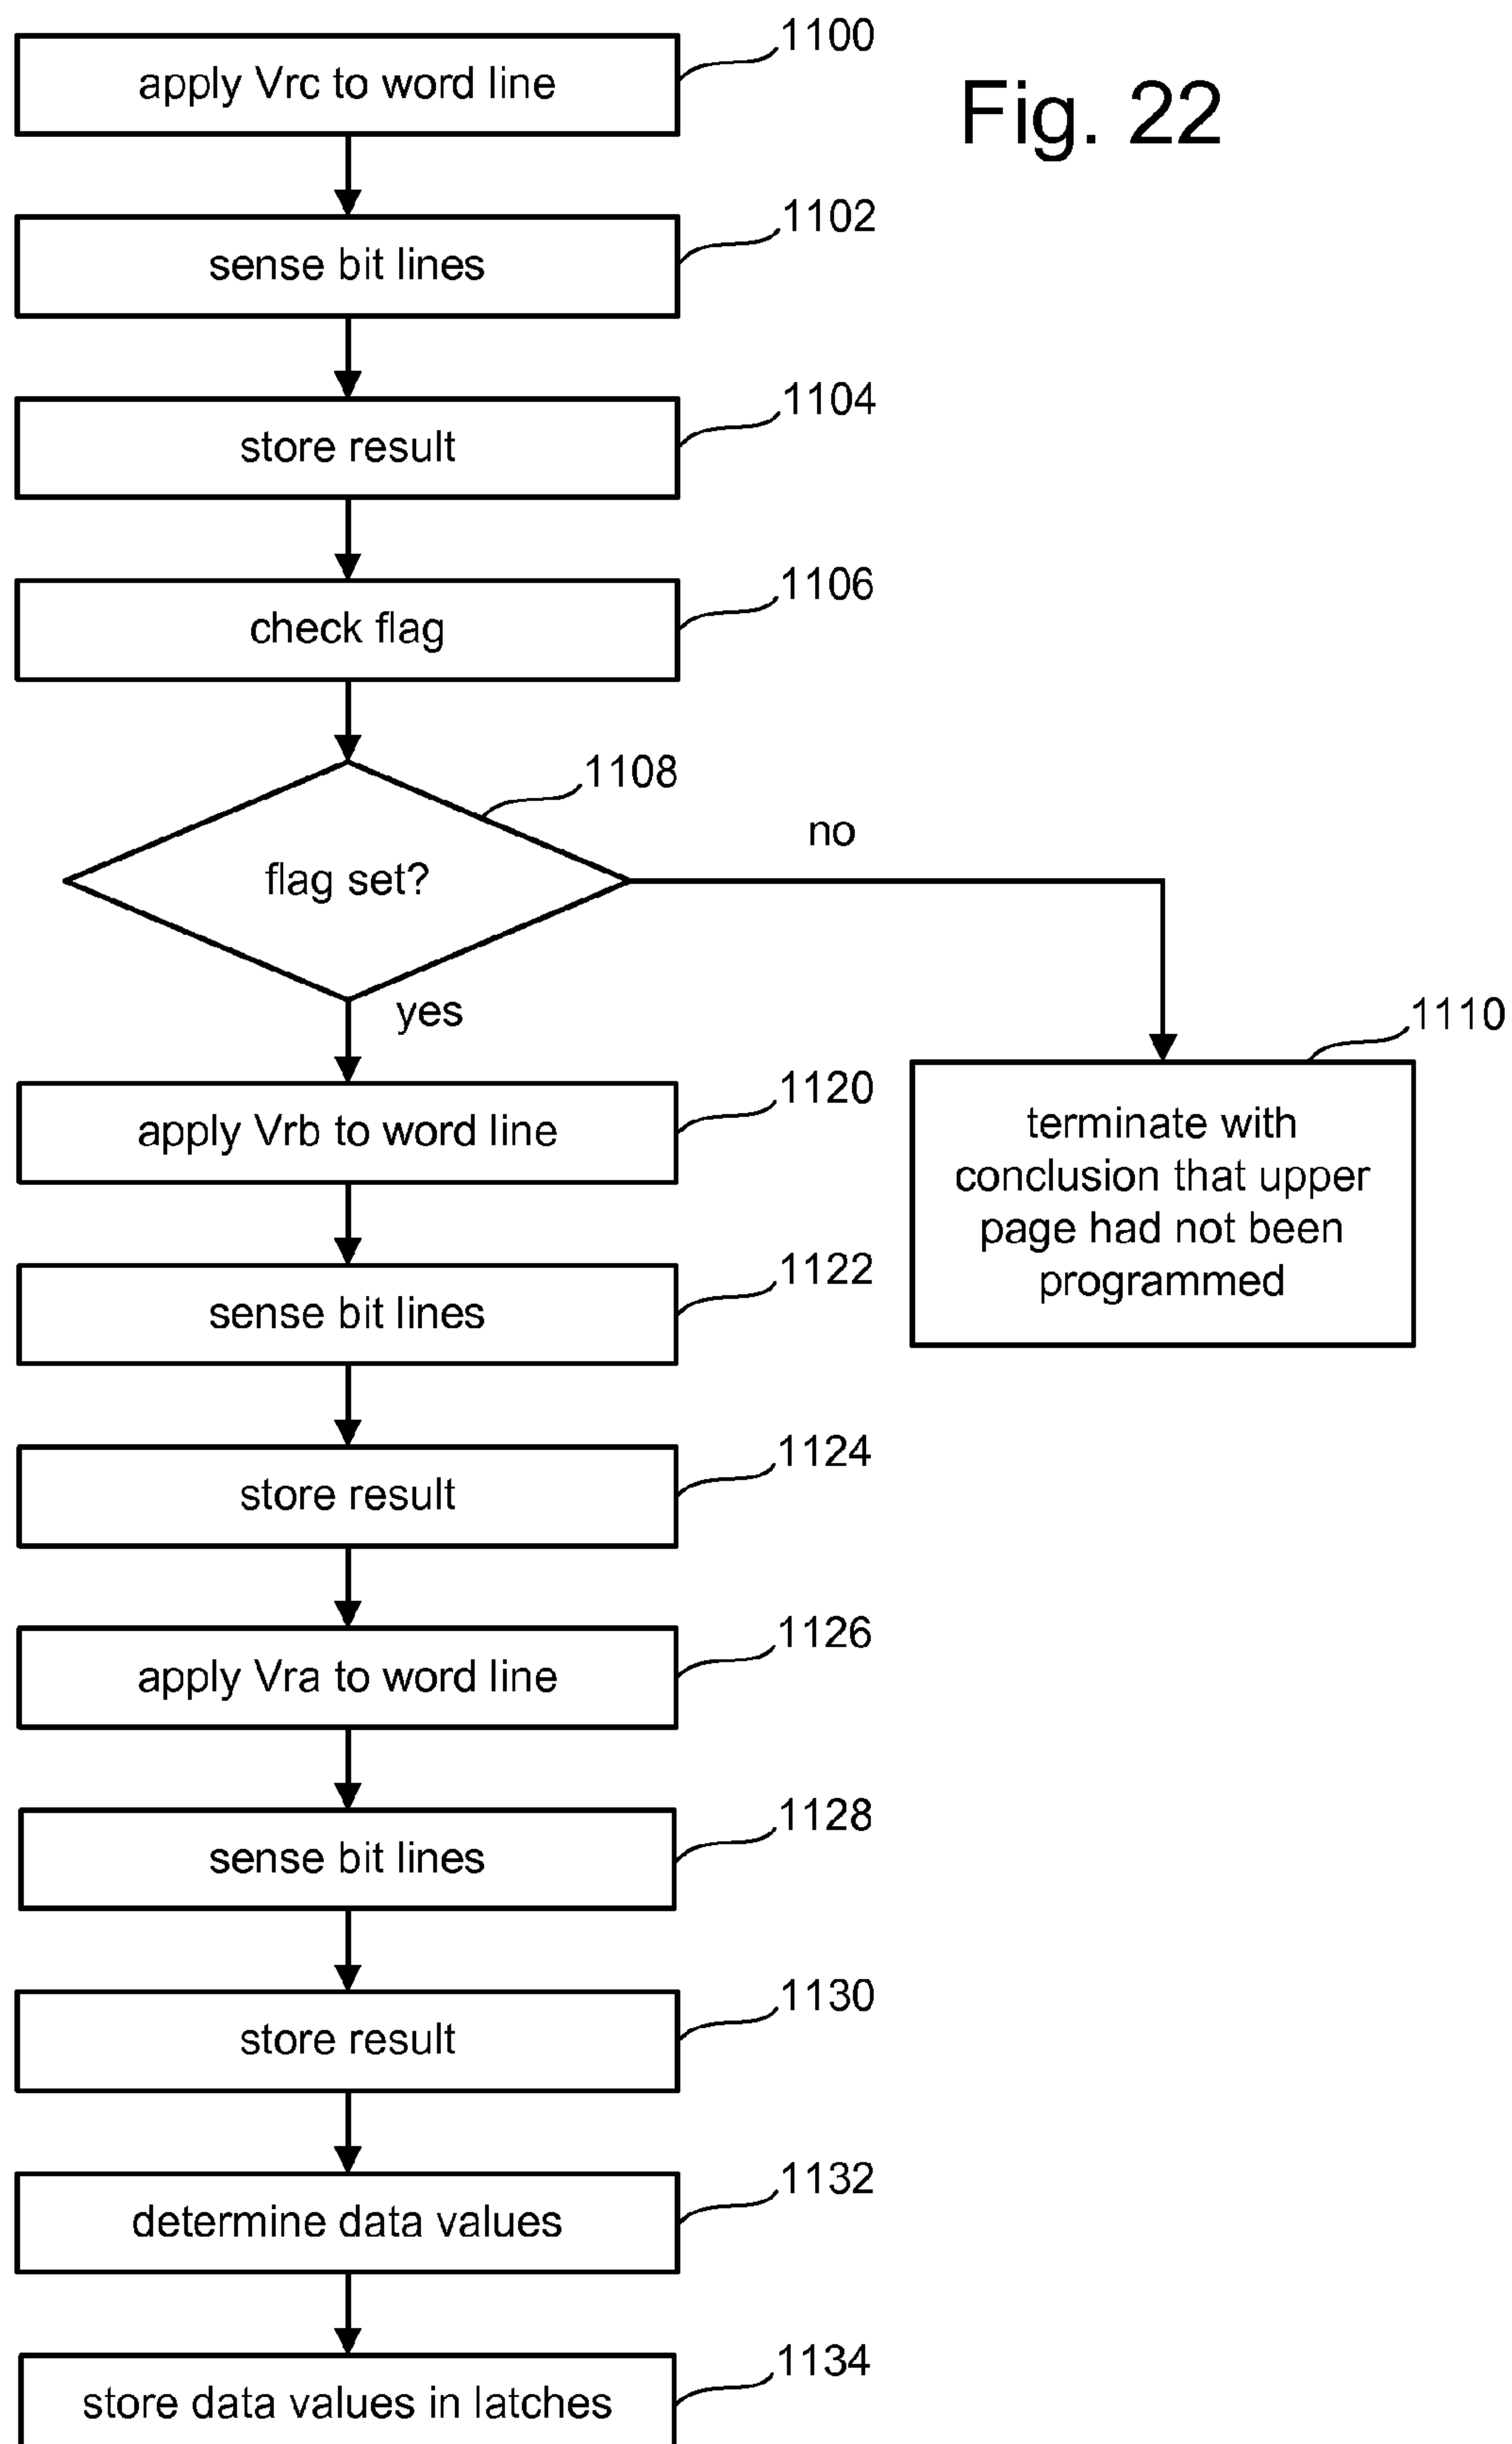 1100
apply Vrc to word line
Fig. 22
1102
sense bit lines
1104
store result
1106
check flag
1108
flag set?
no
yes
1110
terminate with
conclusion that upper
page had not been
programmed
1120
apply Vrb to word line
1122
sense bit lines
1124
store result
1126
apply Vra to word line
1128
sense bit lines
1130
store result
1132
determine data values
1134
store data values in latches